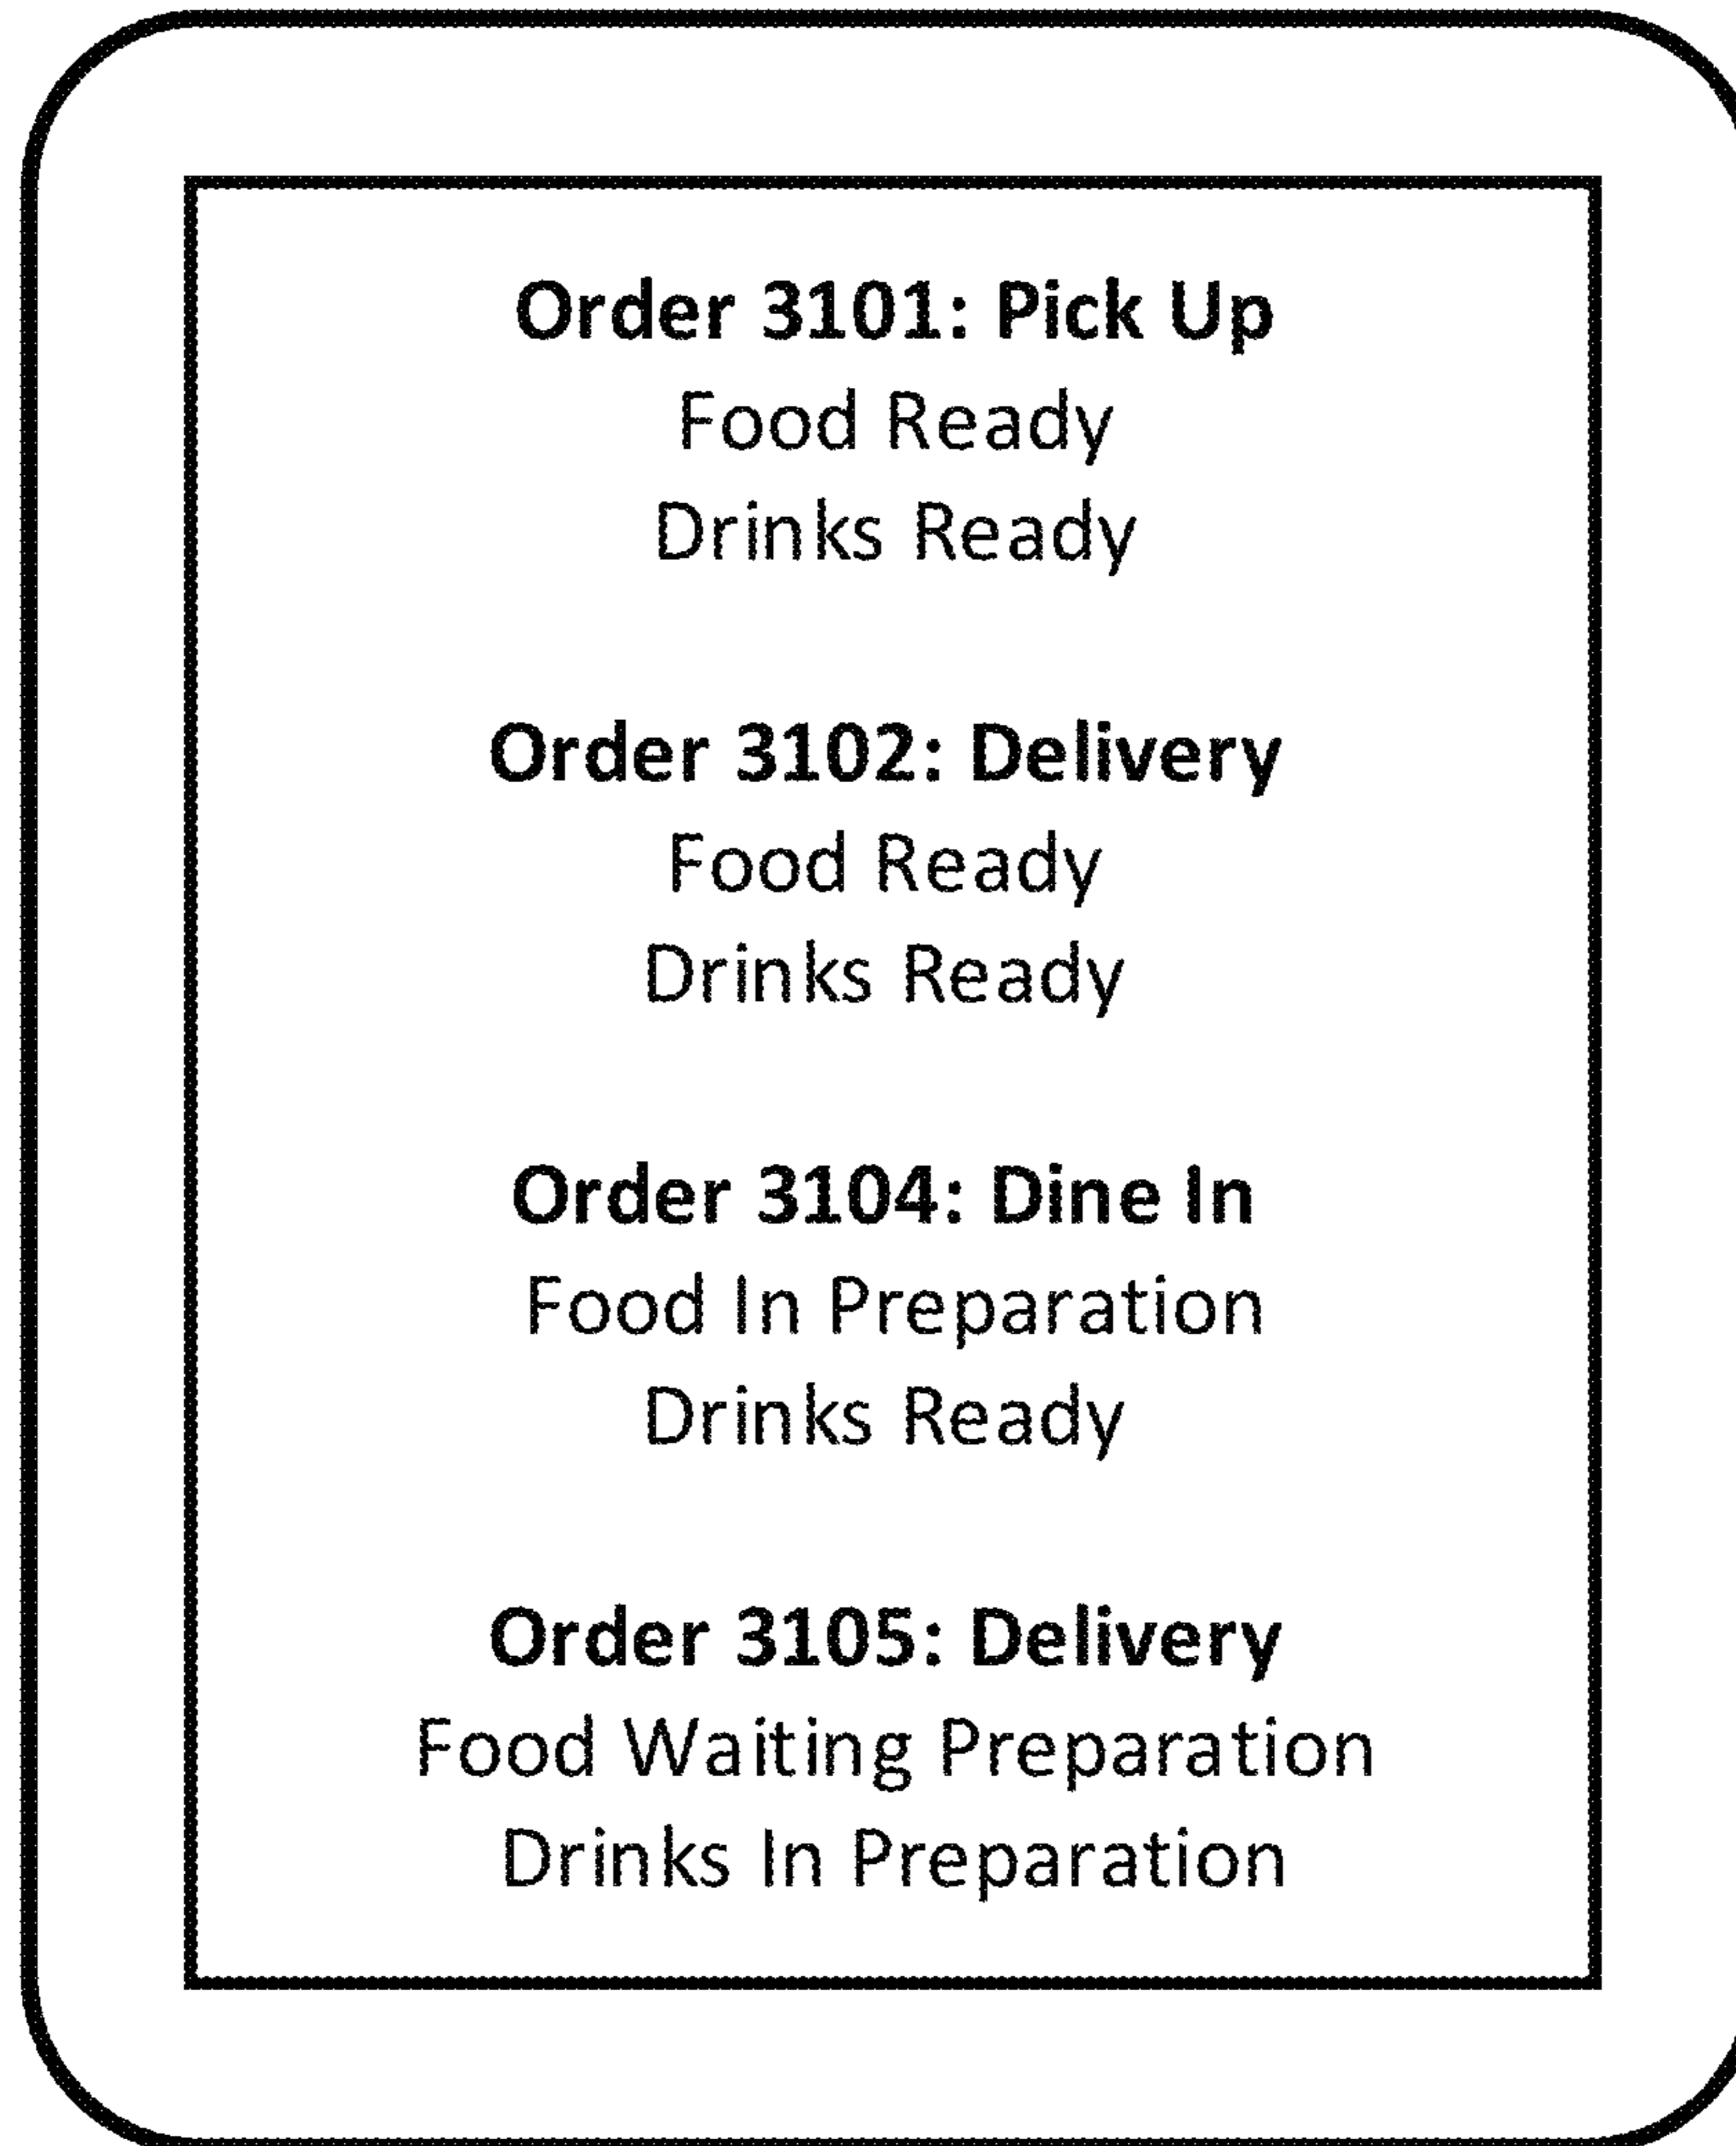 Order 3101: Pick Up
Food Ready
Drinks Ready
Order 3102: Delivery
Food Ready
Drinks Ready
Order 3104: Dine In
Food In Preparation
Drinks Ready
Order 3105: Delivery
Food Waiting Preparation
Drinks In Preparation